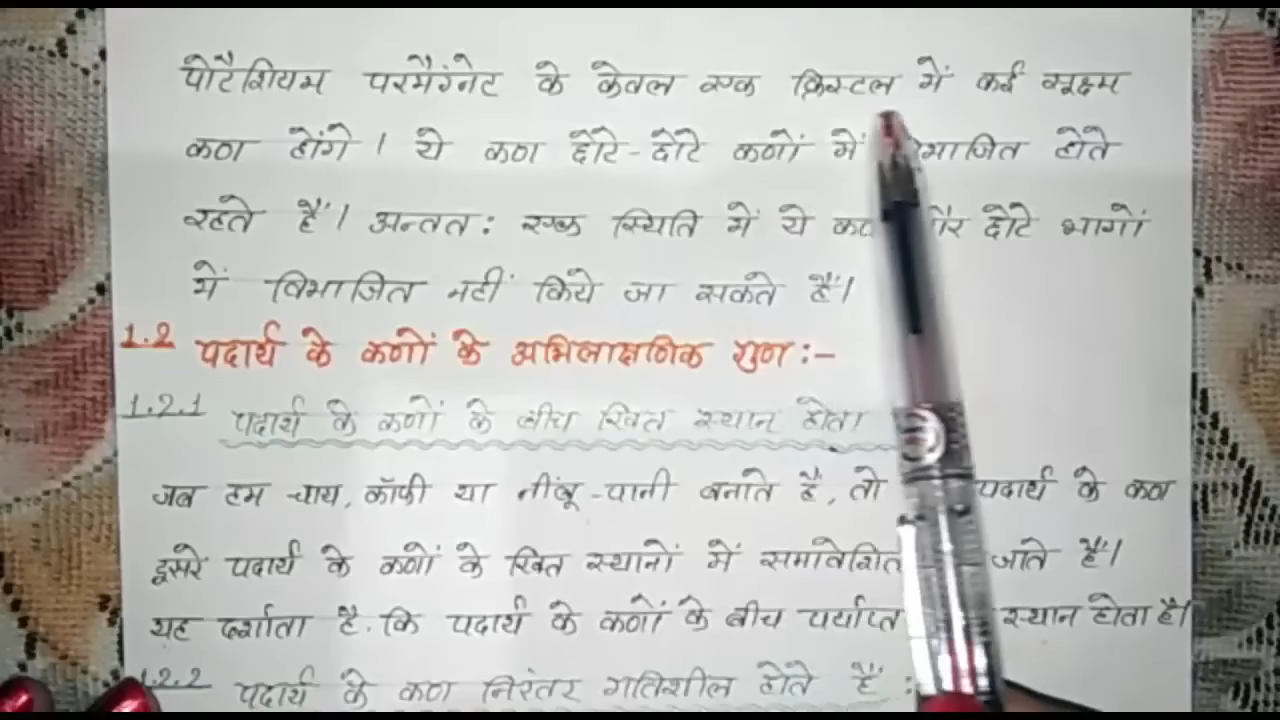 पोटैशियम परमैंगनेट के केवल एक क्रिस्टल में कई सूक्ष्म
कण होंगे। ये कण छोटे-छोटे कणों में होते
रहते हैं। अन्तत: एक स्थिति में ये छोटे भागों
में विभाजित नहीं किये जा सकते हैं।
1.2 पदार्थ के कणों के अभिलाक्षणिक गुण:-
1.2.1 पदार्थ के कणों के बीच रिक्त स्थान होता
जब हम चाय, कॉफी या नींबू-पानी बनाते है, तो पदार्थ के कण
दूसरे पदार्थ के कणों के रिक्त स्थानों में समावेशित जाते हैं।
यह दर्शाता है. कि पदार्थ के कणों के बीच पर्याप्त स्थान होता है।
1.2.2 पदार्थ के कण निरंतर गतिशील होते हैं :